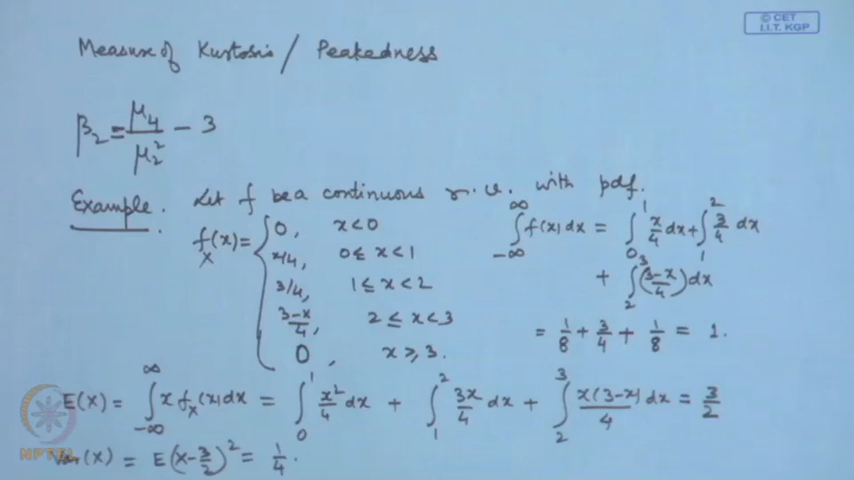 © CET
I.I.T. KGP
Measure of Kurtosis / Peakedness
β₂ = μ₄/μ₂² − 3
Example. Let f be a continuous r.v. with pdf.
f_X(x) = { 0, x < 0
x/4, 0 ≤ x < 1
3/4, 1 ≤ x < 2
(3−x)/4, 2 ≤ x < 3
0, x ≥ 3.
∫_{−∞}^{∞} f(x) dx = ∫_0^1 x/4 dx + ∫_1^2 3/4 dx
+ ∫_2^3 ((3−x)/4) dx
= 1/8 + 3/4 + 1/8 = 1.
E(X) = ∫_{−∞}^{∞} x f_X(x) dx = ∫_0^1 x²/4 dx + ∫_1^2 3x/4 dx + ∫_2^3 x(3−x)/4 dx = 3/2
(X) = E(X − 3/2)² = 1/4.
NPTEL